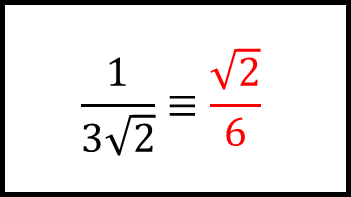 1/(3√2) ≡ √2/6